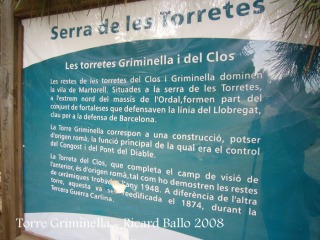 Serra de les Torretes
Les torretes Griminella i del Clos
Les restes de les torretes del Clos i Griminella dominen
la vila de Martorell. Situades a la serra de les Torretes,
a l'extrem nord del massís de l'Ordal, formen part del
conjunt de fortaleses que defensaven la línia del Llobregat,
clau per a la defensa de Barcelona.
La Torre Griminella correspon a una construcció, potser
d'origen romà; la funció principal de la qual era el control
del Congost i del Pont del Diable.
La Torreta del Clos, que completa el camp de visió de
l'anterior, és d'origen romà, tal com ho demostren les restes
de ceràmiques trobades l'any 1948. A diferència de l'altra
torre, aquesta va reedificada el 1874, durant la
Tercera Guerra Carlina.
Torre Griminella, Ricard Ballo 2008